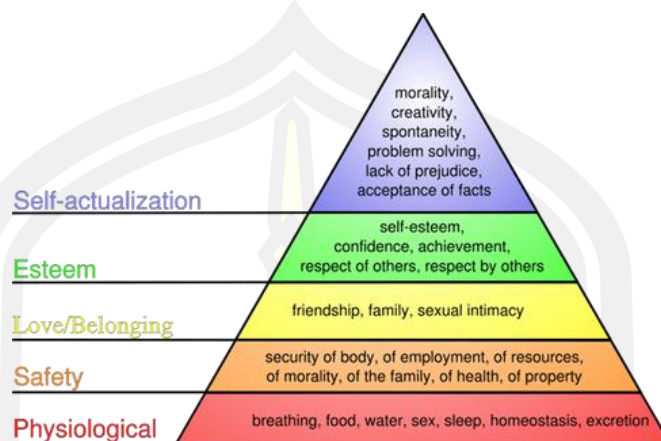 morality,
creativity,
spontaneity,
problem solving,
lack of prejudice,
acceptance of facts
Self-actualization
self-esteem,
confidence, achievement,
respect of others, respect by others
Esteem
friendship, family, sexual intimacy
Love/Belonging
security of body, of employment, of resources,
of morality, of the family, of health, of property
Safety
breathing, food, water, sex, sleep, homeostasis, excretion
Physiological